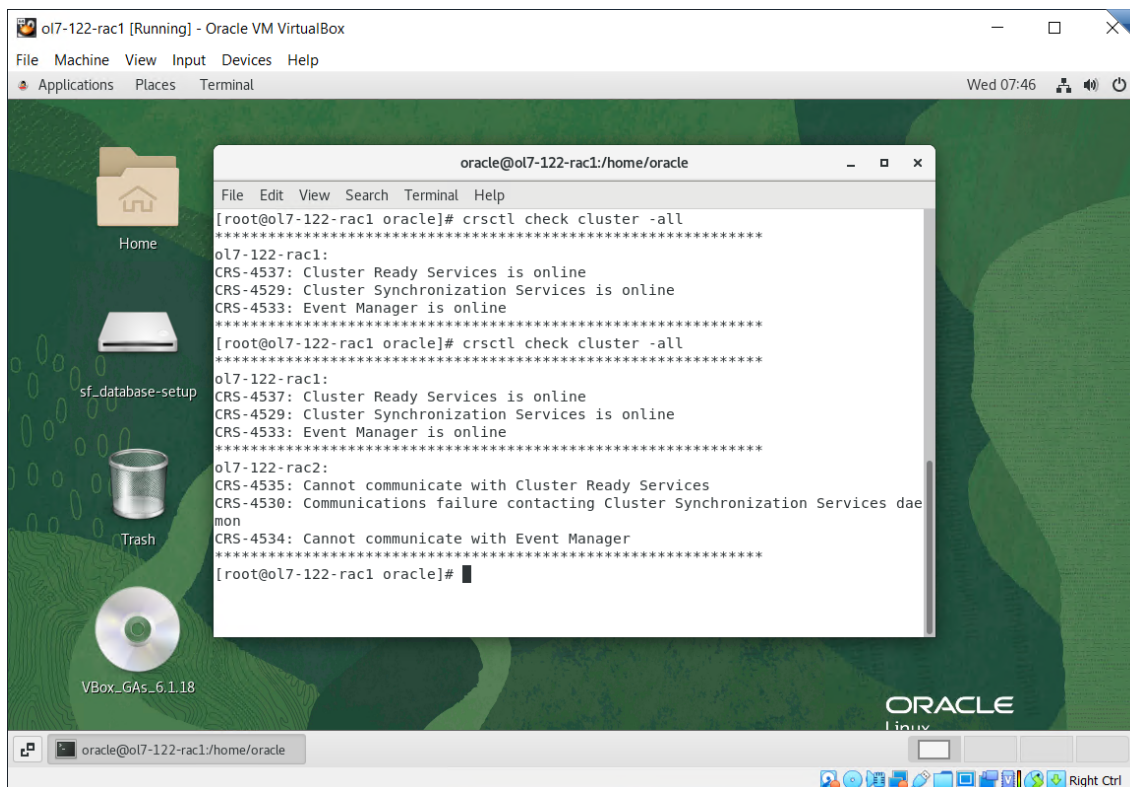 ol7-122-rac1 [Running] - Oracle VM VirtualBox
File Machine View Input Devices Help
Applications Places Terminal Wed 07:46
oracle@ol7-122-rac1:/home/oracle
File Edit View Search Terminal Help
[root@ol7-122-rac1 oracle]# crsctl check cluster -all
**************************************************************
ol7-122-rac1:
CRS-4537: Cluster Ready Services is online
CRS-4529: Cluster Synchronization Services is online
CRS-4533: Event Manager is online
**************************************************************
[root@ol7-122-rac1 oracle]# crsctl check cluster -all
**************************************************************
ol7-122-rac1:
CRS-4537: Cluster Ready Services is online
CRS-4529: Cluster Synchronization Services is online
CRS-4533: Event Manager is online
**************************************************************
ol7-122-rac2:
CRS-4535: Cannot communicate with Cluster Ready Services
CRS-4530: Communications failure contacting Cluster Synchronization Services dae
mon
CRS-4534: Cannot communicate with Event Manager
**************************************************************
[root@ol7-122-rac1 oracle]#
Home
sf_database-setup
Trash
VBox_GAs_6.1.18
ORACLE
Linux
oracle@ol7-122-rac1:/home/oracle
Right Ctrl